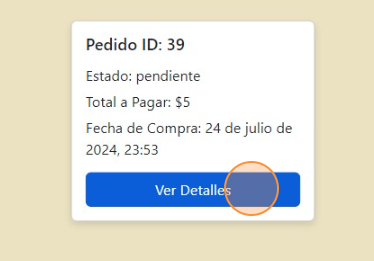 Pedido ID: 39
Estado: pendiente
Total a Pagar: $5
Fecha de Compra: 24 de julio de
2024, 23:53
Ver Detalles